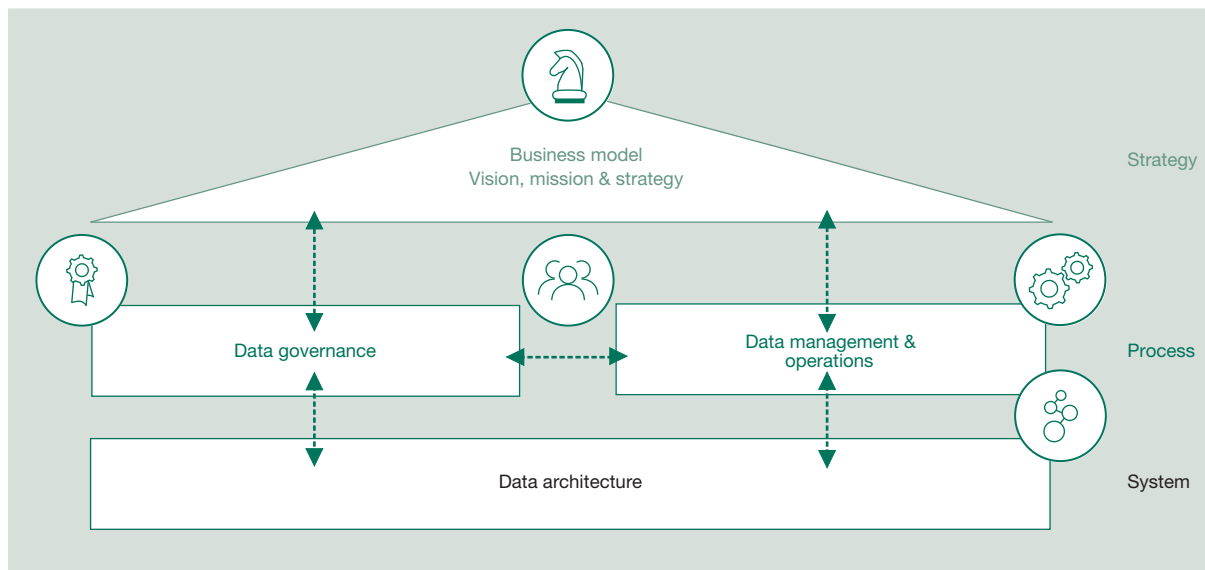 Business model
Vision, mission & strategy
Strategy
Data governance
Data management &
operations
Process
Data architecture
System